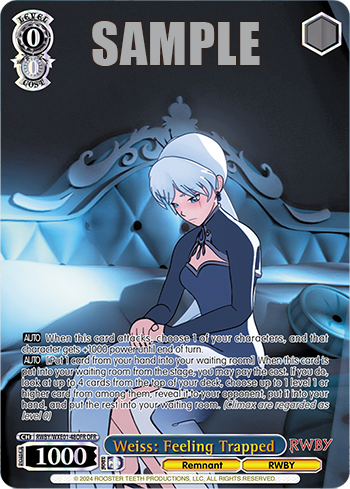 LEVEL
0
0
COST
SAMPLE
AUTO When this card attacks, choose 1 of your characters, and that
character gets +1000 power until end of turn.
AUTO [Put 1 card from your hand into your waiting room] When this card is
put into your waiting room from the stage, you may pay the cost. If you do,
look at up to 4 cards from the top of your deck, choose up to 1 level 1 or
higher card from among them, reveal it to your opponent, put it into your
hand, and put the rest into your waiting room. (Climax are regarded as
level 0)
Weiss: Feeling Trapped
RWBY
POWER
1000
Remnant
RWBY
© 2024 ROOSTER TEETH PRODUCTIONS, LLC, ALL RIGHTS RESERVED.